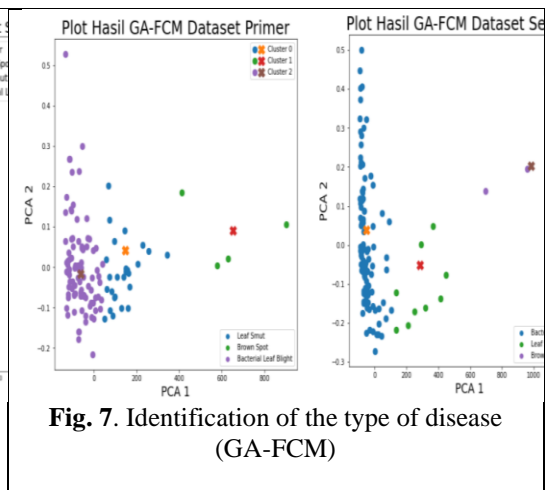 Plot Hasil GA-FCM Dataset Primer
Cluster 0
Cluster 1
Cluster 2
0.5
0.4
0.3
0.2
0.1
0.0
−0.1
−0.2
PCA 2
Leaf Smut
Brown Spot
Bacterial Leaf Blight
0
200
400
600
800
PCA 1
Plot Hasil GA-FCM Dataset Se
0.5
0.4
0.3
0.2
0.1
0.0
−0.1
−0.2
−0.3
PCA 2
Bact
Leaf
Brow
0
200
400
600
800
1000
PCA 1
Fig. 7. Identification of the type of disease
(GA-FCM)